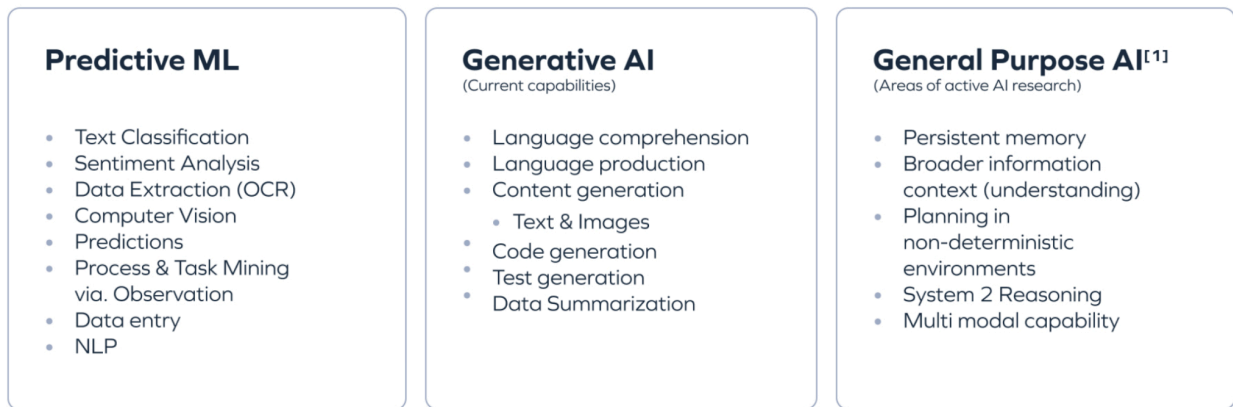 Predictive ML
• Text Classification
• Sentiment Analysis
• Data Extraction (OCR)
• Computer Vision
• Predictions
• Process & Task Mining
via. Observation
• Data entry
• NLP
Generative AI
(Current capabilities)
• Language comprehension
• Language production
• Content generation
• Text & Images
• Code generation
• Test generation
• Data Summarization
General Purpose AI[1]
(Areas of active AI research)
• Persistent memory
• Broader information
context (understanding)
• Planning in
non-deterministic
environments
• System 2 Reasoning
• Multi modal capability